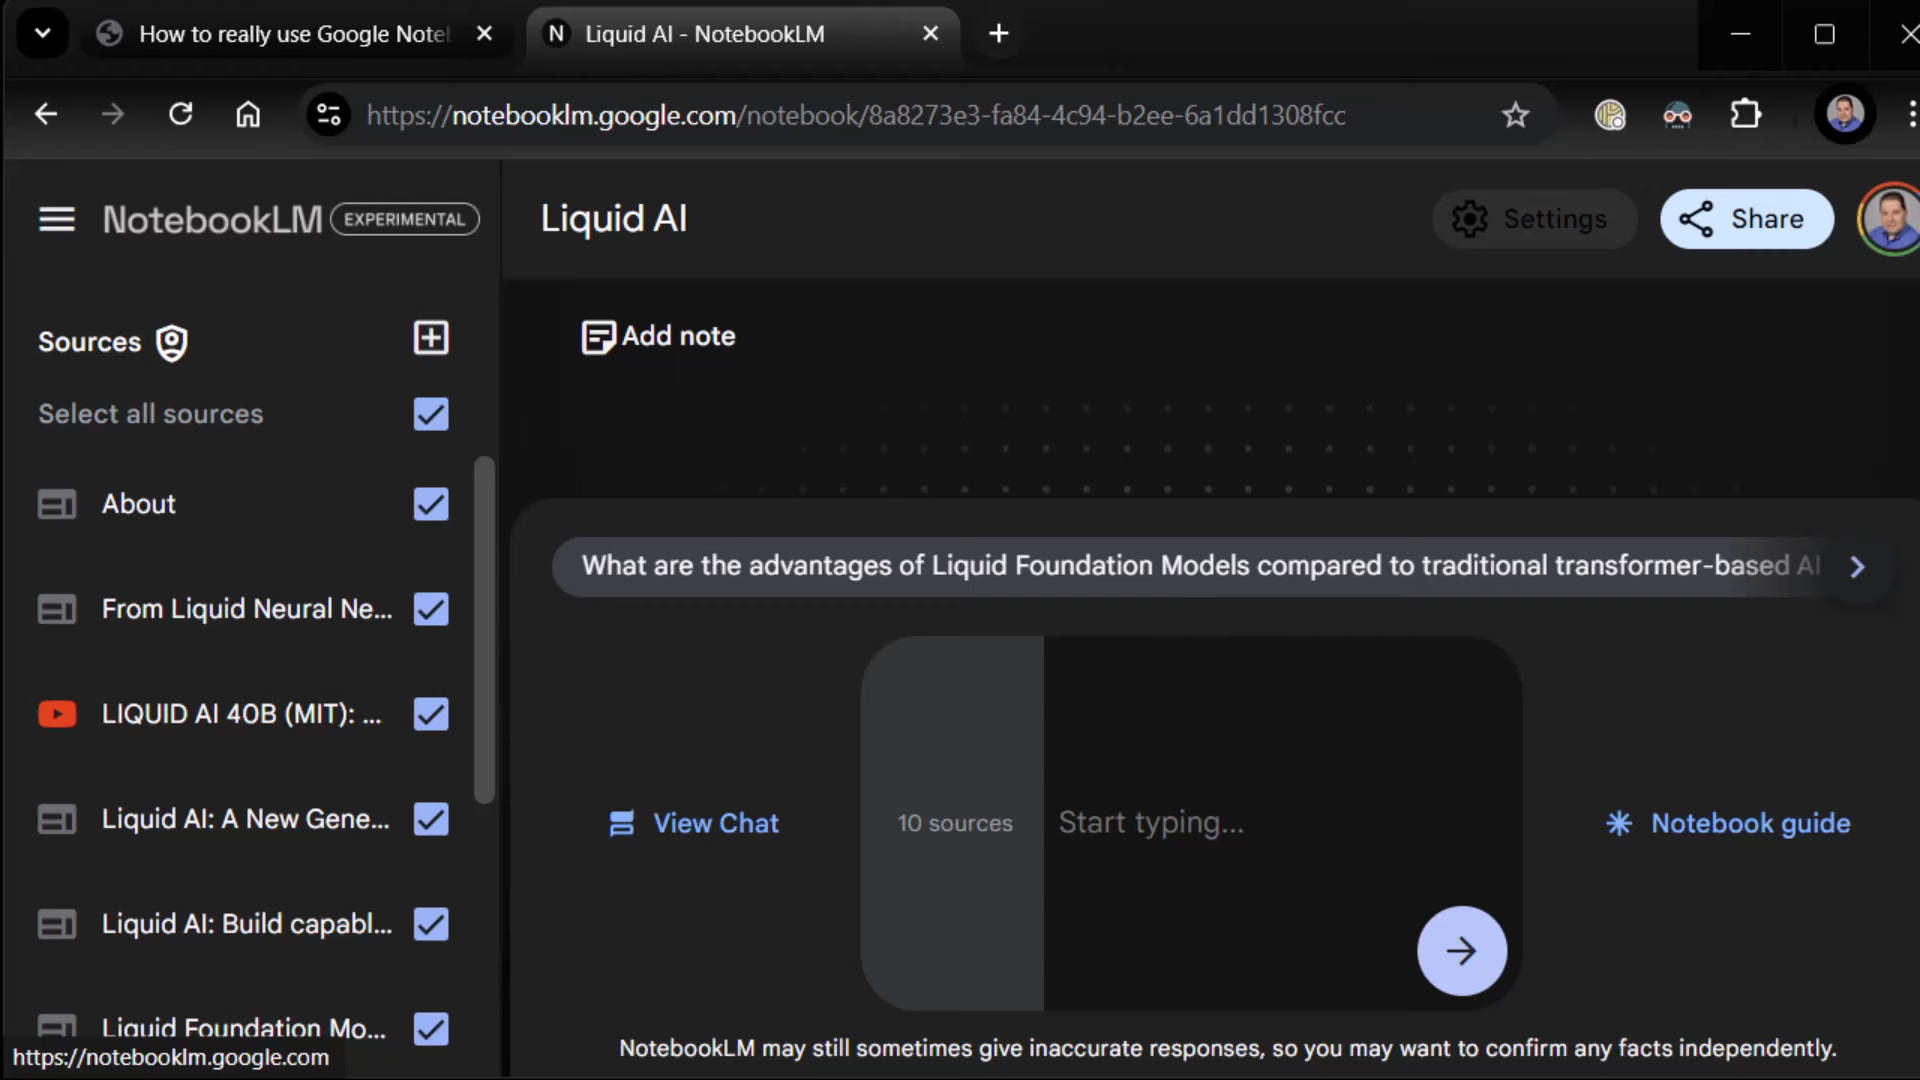 How to really use Google Note
N Liquid AI - NotebookLM
https://notebooklm.google.com/notebook/8a8273e3-fa84-4c94-b2ee-6a1dd1308fcc
NotebookLM EXPERIMENTAL
Liquid AI
Settings
Share
Sources
Add note
Select all sources
About
What are the advantages of Liquid Foundation Models compared to traditional transformer-based AI
From Liquid Neural Ne...
LIQUID AI 40B (MIT): ...
Liquid AI: A New Gene...
View Chat
10 sources
Start typing...
Notebook guide
Liquid AI: Build capabl...
Liquid Foundation Mo...
https://notebooklm.google.com
NotebookLM may still sometimes give inaccurate responses, so you may want to confirm any facts independently.